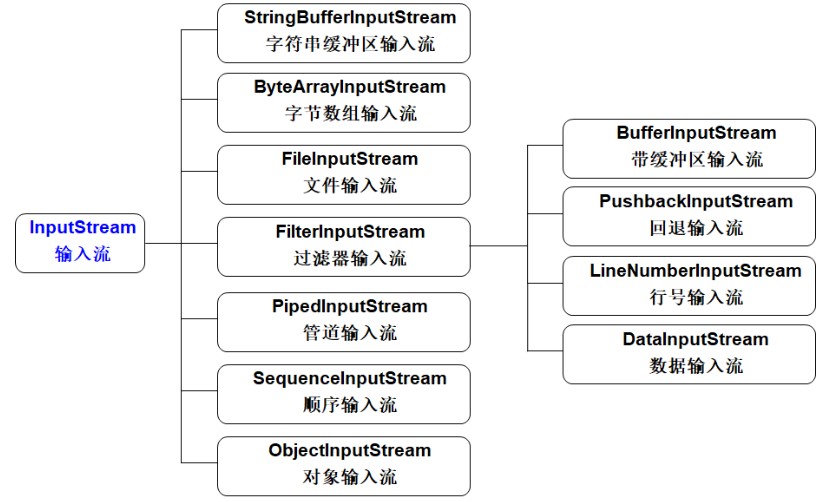 InputStream
输入流
StringBufferInputStream
字符串缓冲区输入流
ByteArrayInputStream
字节数组输入流
FileInputStream
文件输入流
FilterInputStream
过滤器输入流
PipedInputStream
管道输入流
SequenceInputStream
顺序输入流
ObjectInputStream
对象输入流
BufferInputStream
带缓冲区输入流
PushbackInputStream
回退输入流
LineNumberInputStream
行号输入流
DataInputStream
数据输入流